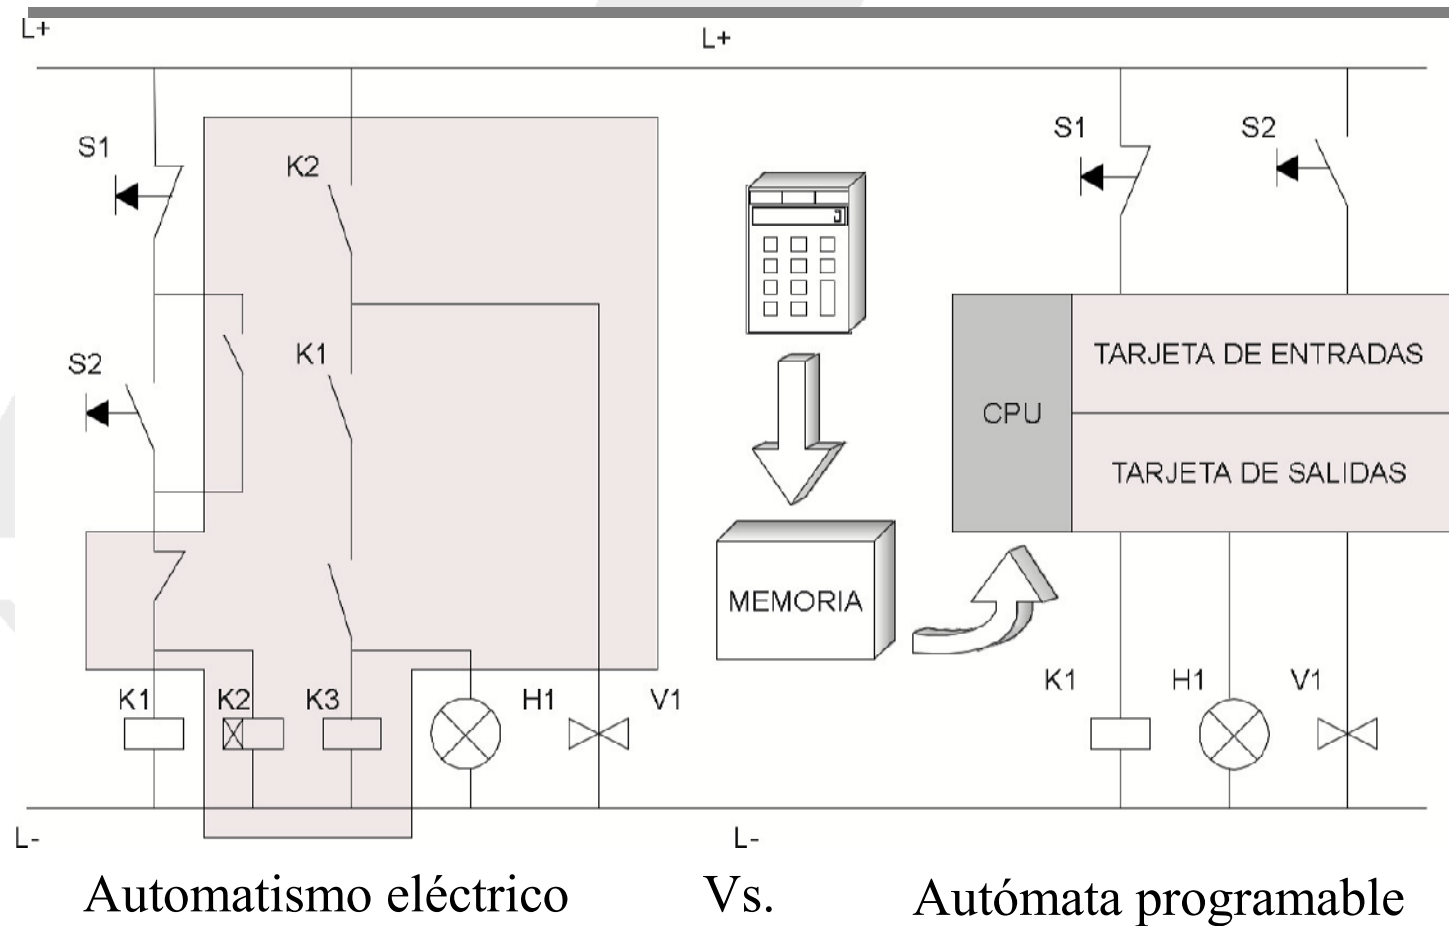 L+
L+
S1
K2
S1
S2
K1
S2
TARJETA DE ENTRADAS
CPU
TARJETA DE SALIDAS
MEMORIA
K1
K2
K3
H1
V1
K1
H1
V1
L-
L-
Automatismo eléctrico
Vs.
Autómata programable